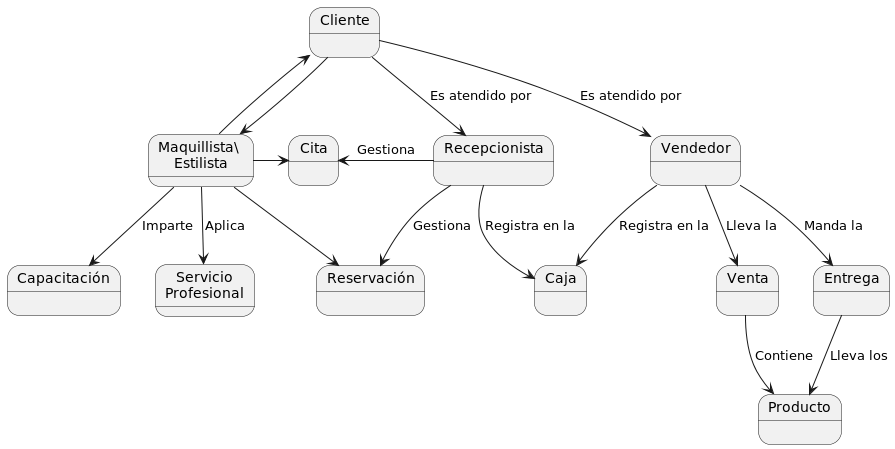 Cliente
Es atendido por
Es atendido por
Maquillista\
Estilista
Cita
Gestiona
Recepcionista
Vendedor
Imparte
Aplica
Gestiona
Registra en la
Registra en la
Lleva la
Manda la
Capacitación
Servicio
Profesional
Reservación
Caja
Venta
Entrega
Contiene
Lleva los
Producto